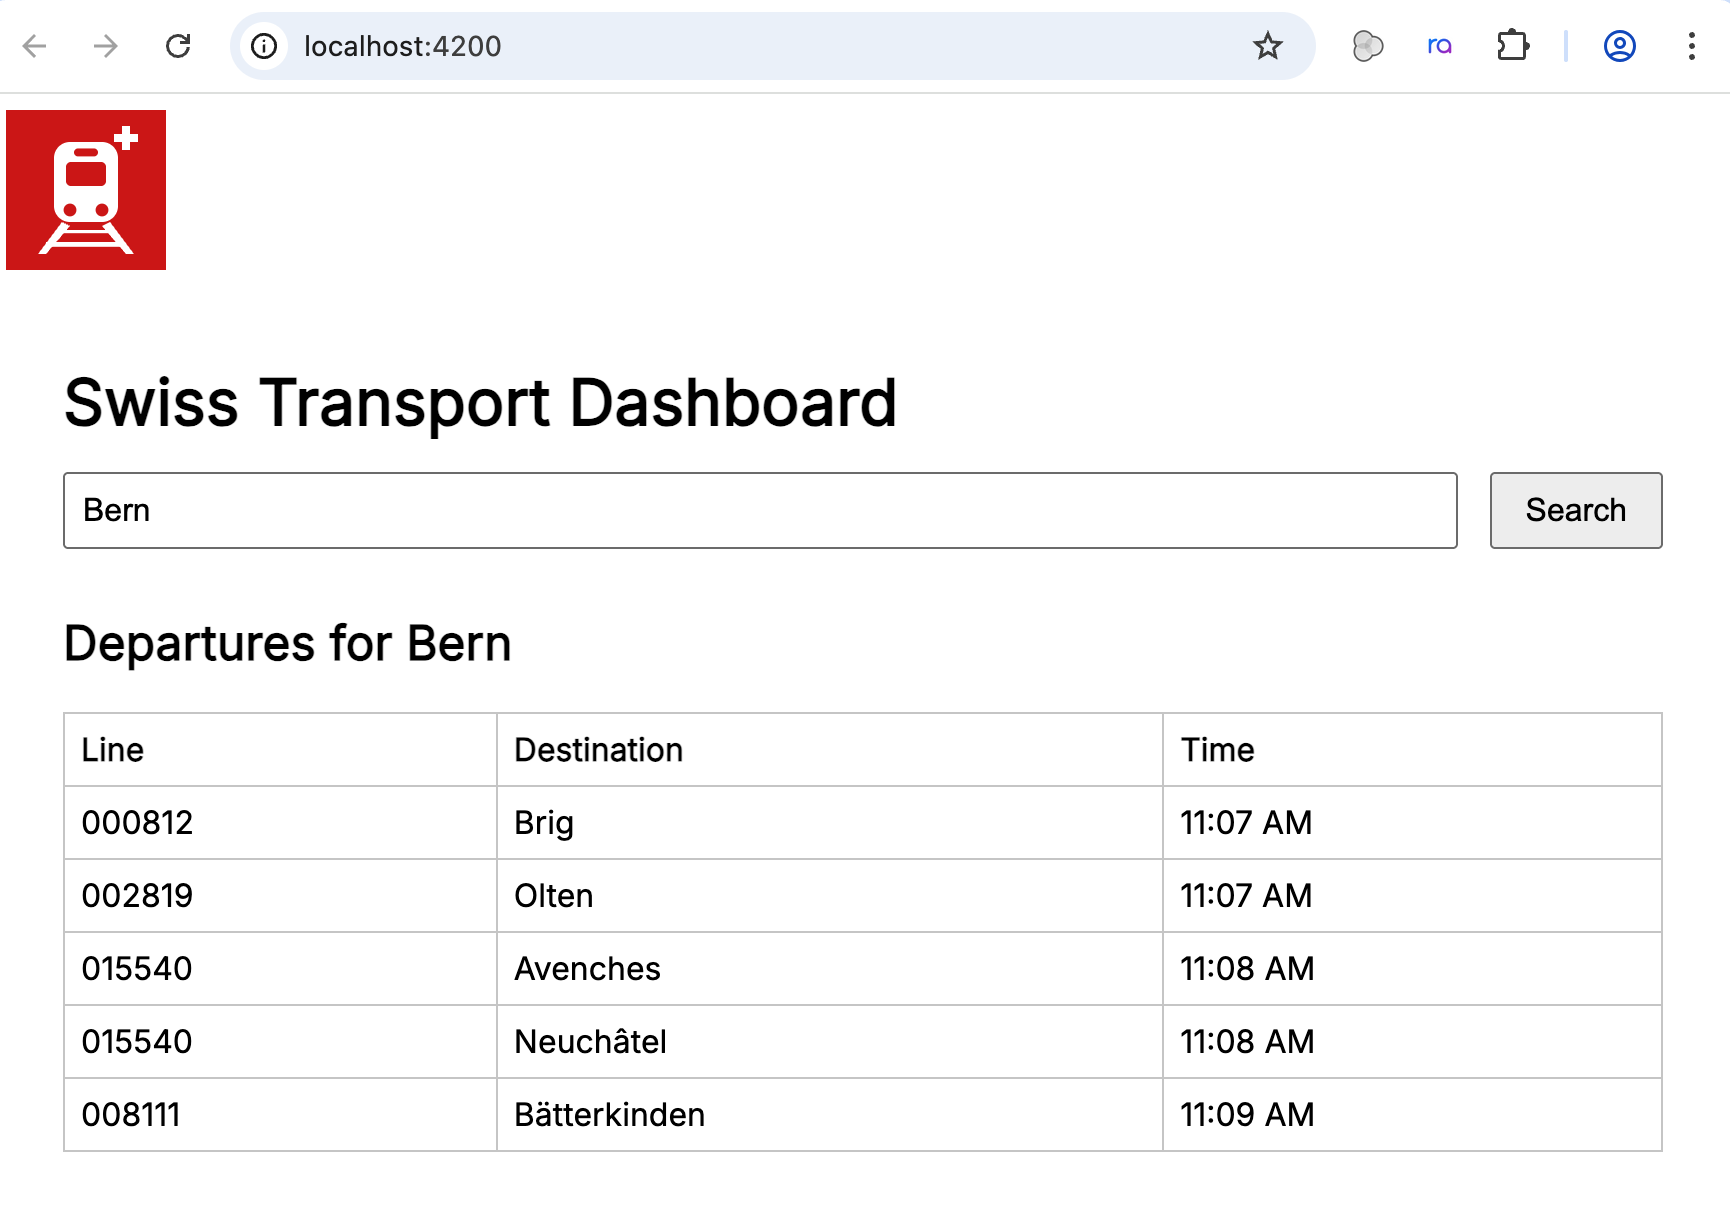 localhost:4200
ra
Swiss Transport Dashboard
Bern
Search
Departures for Bern
Line Destination Time
000812 Brig 11:07 AM
002819 Olten 11:07 AM
015540 Avenches 11:08 AM
015540 Neuchâtel 11:08 AM
008111 Bätterkinden 11:09 AM